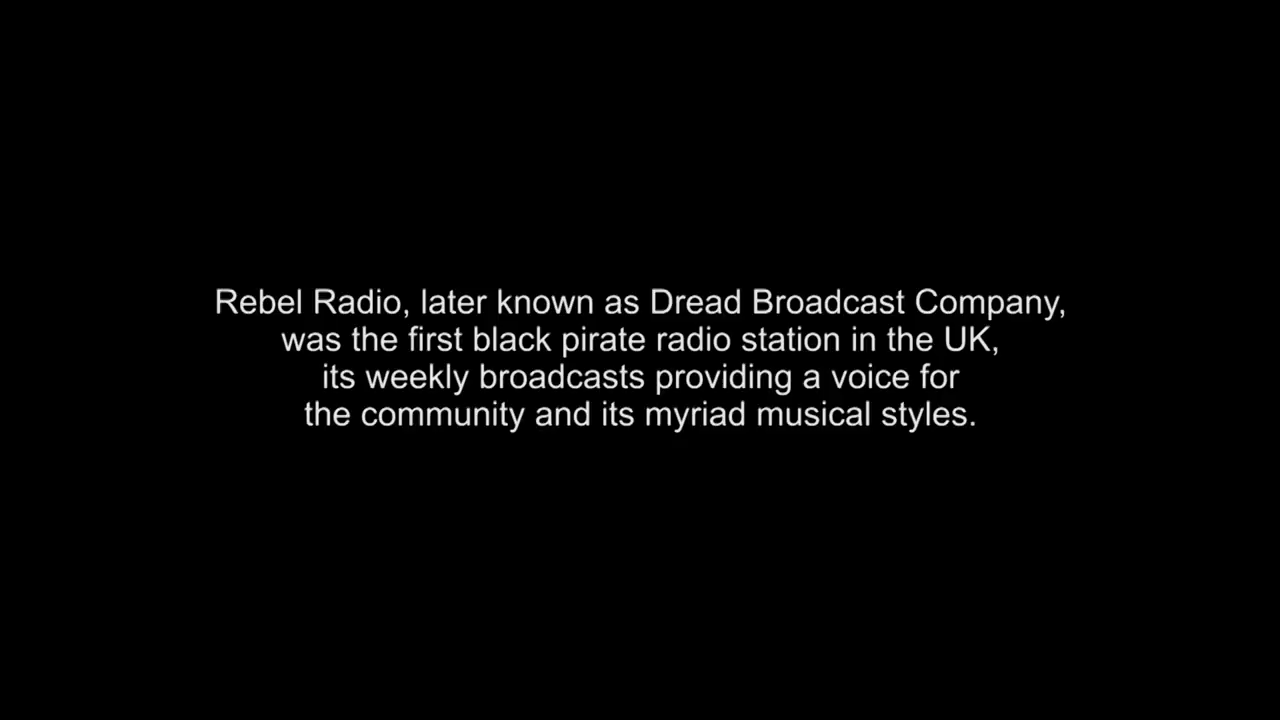 Rebel Radio, later known as Dread Broadcast Company,
was the first black pirate radio station in the UK,
its weekly broadcasts providing a voice for
the community and its myriad musical styles.